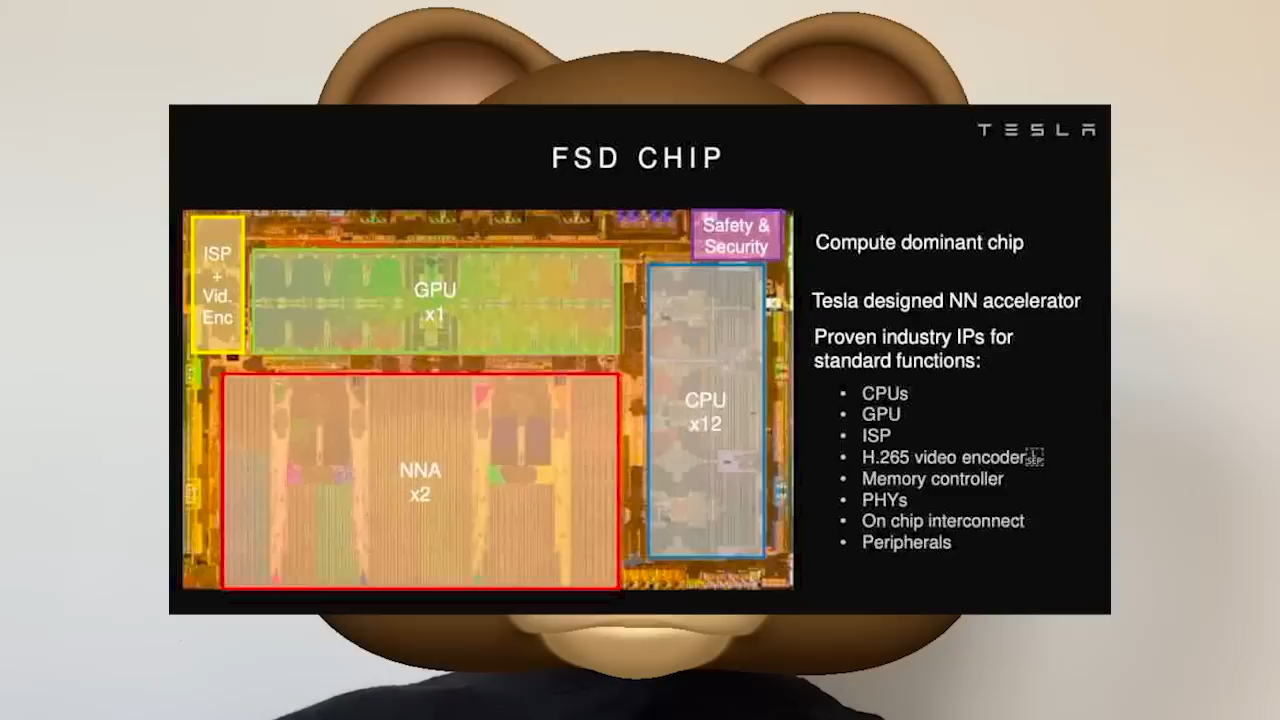 TESLA
FSD CHIP
ISP
+
Vid.
Enc
GPU
x1
Safety &
Security
CPU
x12
NNA
x2
Compute dominant chip
Tesla designed NN accelerator
Proven industry IPs for
standard functions:
• CPUs
• GPU
• ISP
• H.265 video encoder
• Memory controller
• PHYs
• On chip interconnect
• Peripherals